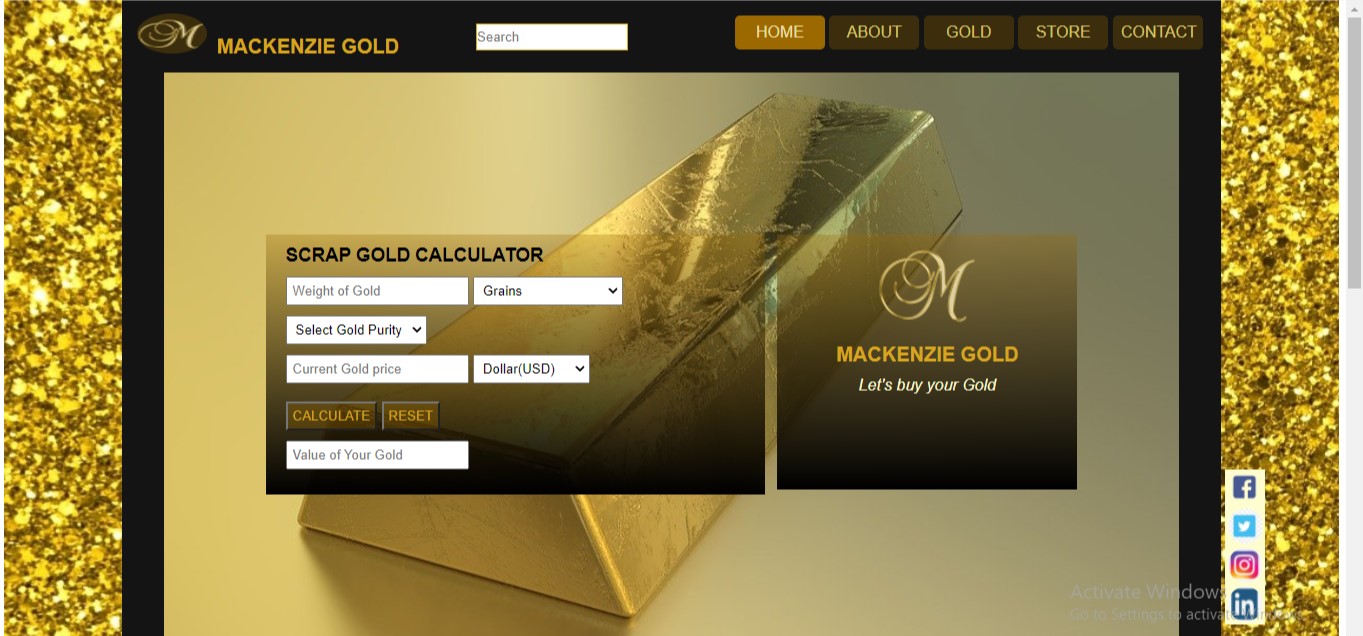 M MACKENZIE GOLD
Search
HOME ABOUT GOLD STORE CONTACT
SCRAP GOLD CALCULATOR
Weight of Gold Grains
Select Gold Purity
Current Gold price Dollar(USD)
CALCULATE RESET
Value of Your Gold
M
MACKENZIE GOLD
Let's buy your Gold
f
in
Activate Windows
Go to Settings to activate